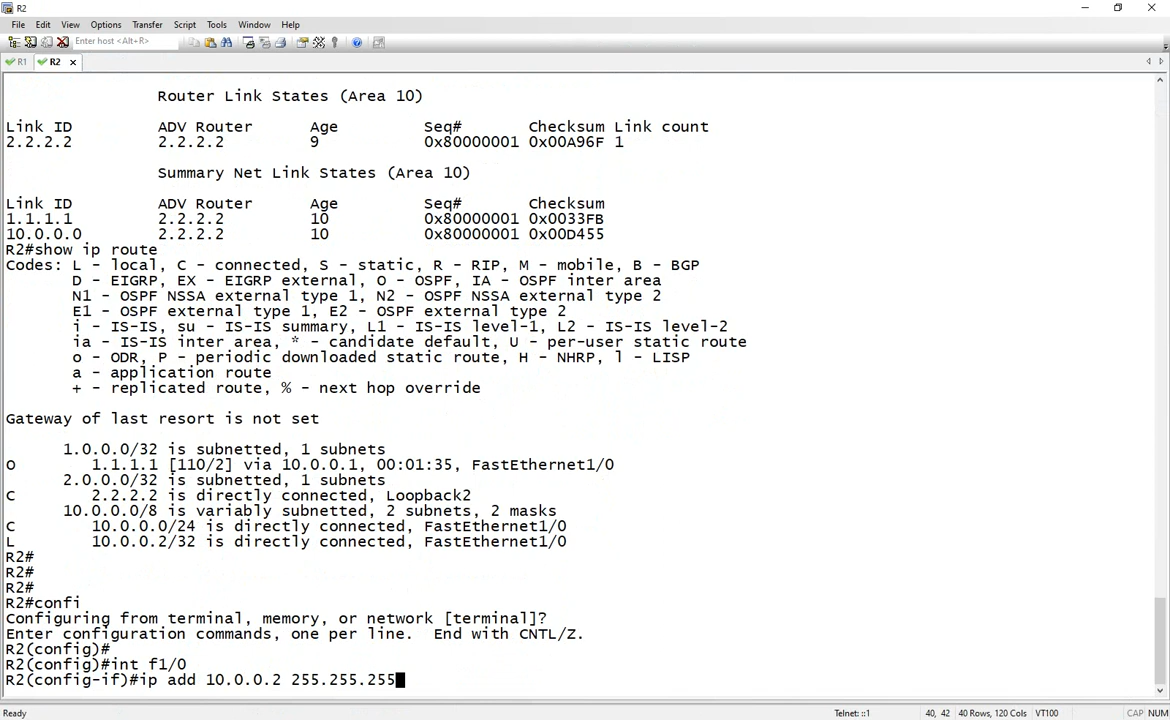 R2
File Edit View Options Transfer Script Tools Window Help
Enter host <Alt+R>
R1 R2
Router Link States (Area 10)
Link ID ADV Router Age Seq# Checksum Link count
2.2.2.2 2.2.2.2 9 0x80000001 0x00A96F 1
Summary Net Link States (Area 10)
Link ID ADV Router Age Seq# Checksum
1.1.1.1 2.2.2.2 10 0x80000001 0x0033FB
10.0.0.0 2.2.2.2 10 0x80000001 0x00D455
R2#show ip route
Codes: L - local, C - connected, S - static, R - RIP, M - mobile, B - BGP
D - EIGRP, EX - EIGRP external, O - OSPF, IA - OSPF inter area
N1 - OSPF NSSA external type 1, N2 - OSPF NSSA external type 2
E1 - OSPF external type 1, E2 - OSPF external type 2
i - IS-IS, su - IS-IS summary, L1 - IS-IS level-1, L2 - IS-IS level-2
ia - IS-IS inter area, * - candidate default, U - per-user static route
o - ODR, P - periodic downloaded static route, H - NHRP, l - LISP
a - application route
+ - replicated route, % - next hop override
Gateway of last resort is not set
1.0.0.0/32 is subnetted, 1 subnets
O 1.1.1.1 [110/2] via 10.0.0.1, 00:01:35, FastEthernet1/0
2.0.0.0/32 is subnetted, 1 subnets
C 2.2.2.2 is directly connected, Loopback2
10.0.0.0/8 is variably subnetted, 2 subnets, 2 masks
C 10.0.0.0/24 is directly connected, FastEthernet1/0
L 10.0.0.2/32 is directly connected, FastEthernet1/0
R2#
R2#
R2#
R2#confi
Configuring from terminal, memory, or network [terminal]?
Enter configuration commands, one per line. End with CNTL/Z.
R2(config)#
R2(config)#int f1/0
R2(config-if)#ip add 10.0.0.2 255.255.255
Ready Telnet: ::1 40, 42 40 Rows, 120 Cols VT100 CAP NUM